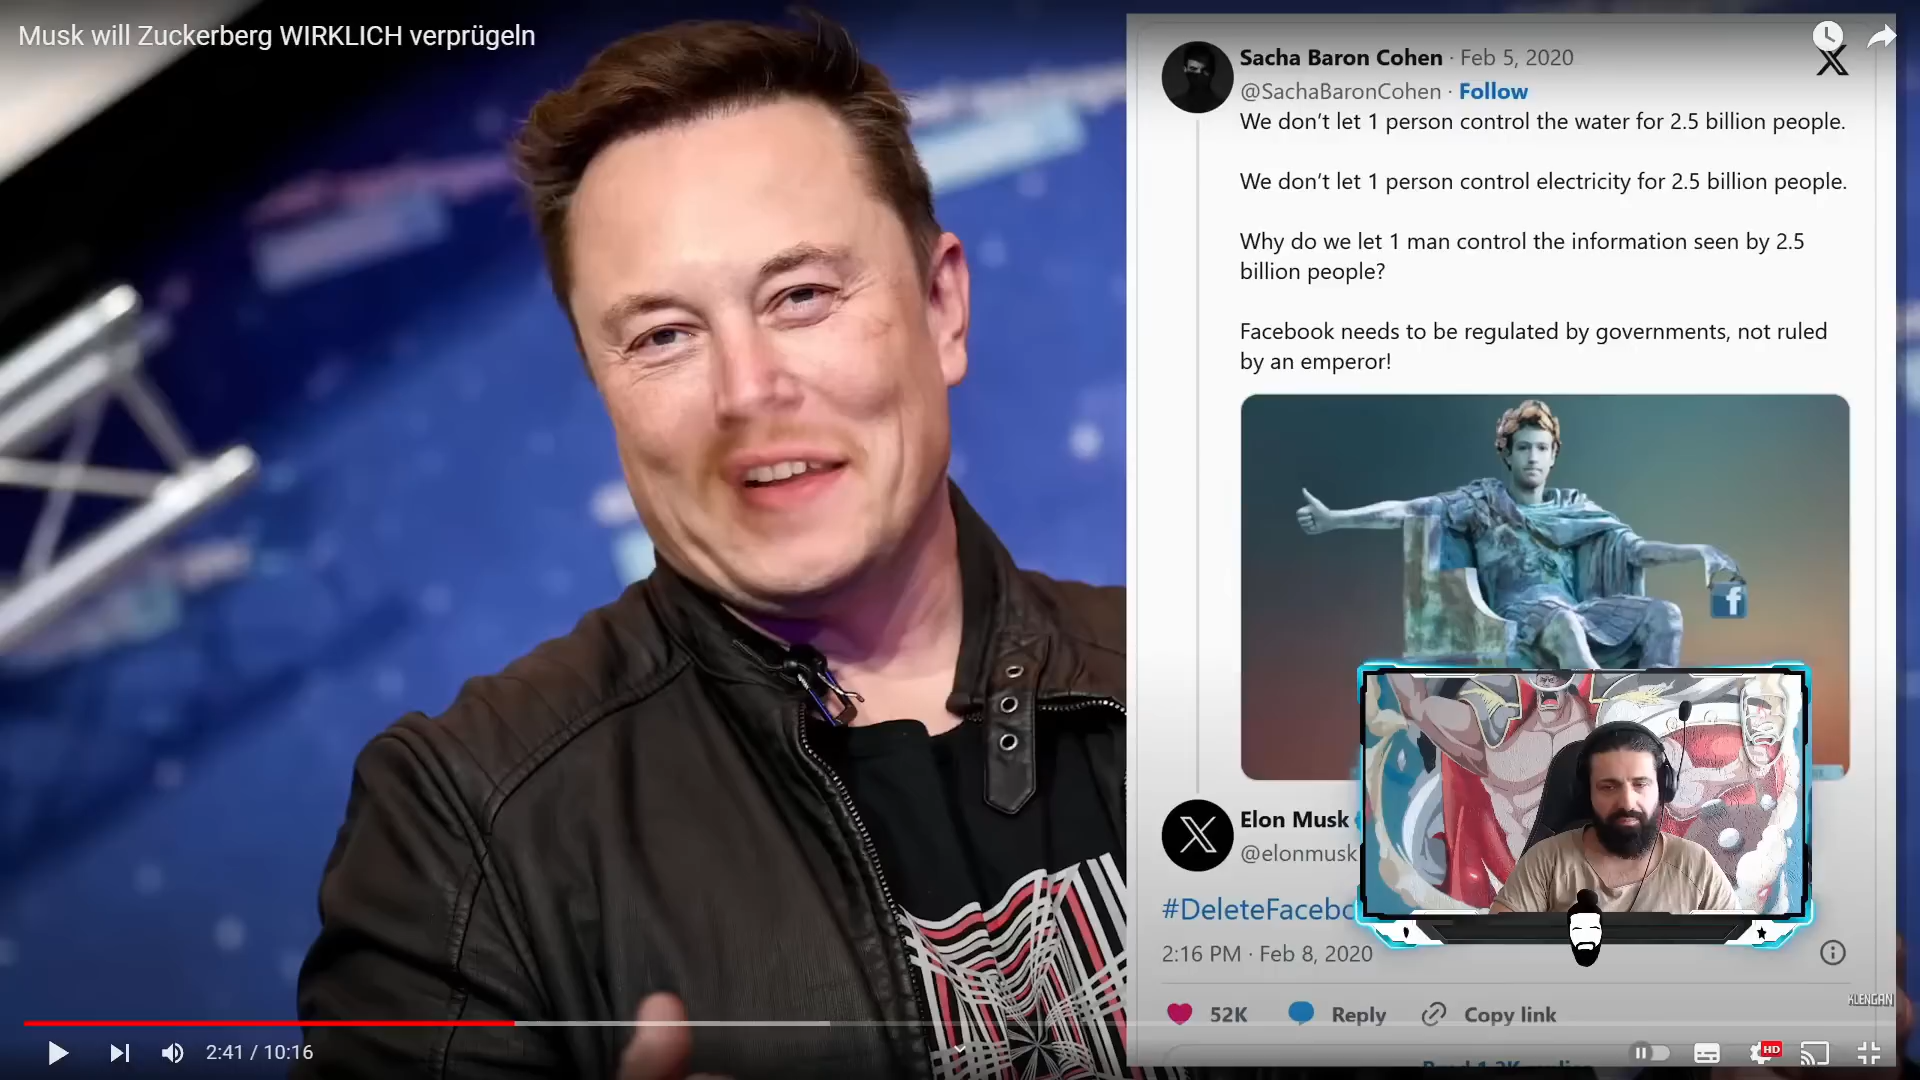 Musk will Zuckerberg WIRKLICH verprügeln
Sacha Baron Cohen · Feb 5, 2020
@SachaBaronCohen · Follow
We don't let 1 person control the water for 2.5 billion people.
We don't let 1 person control electricity for 2.5 billion people.
Why do we let 1 man control the information seen by 2.5
billion people?
Facebook needs to be regulated by governments, not ruled
by an emperor!
f
Elon Musk
@elonmusk
#DeleteFacebo
2:16 PM · Feb 8, 2020
KLENGAN
52K Reply Copy link
2:41 / 10:16
HD